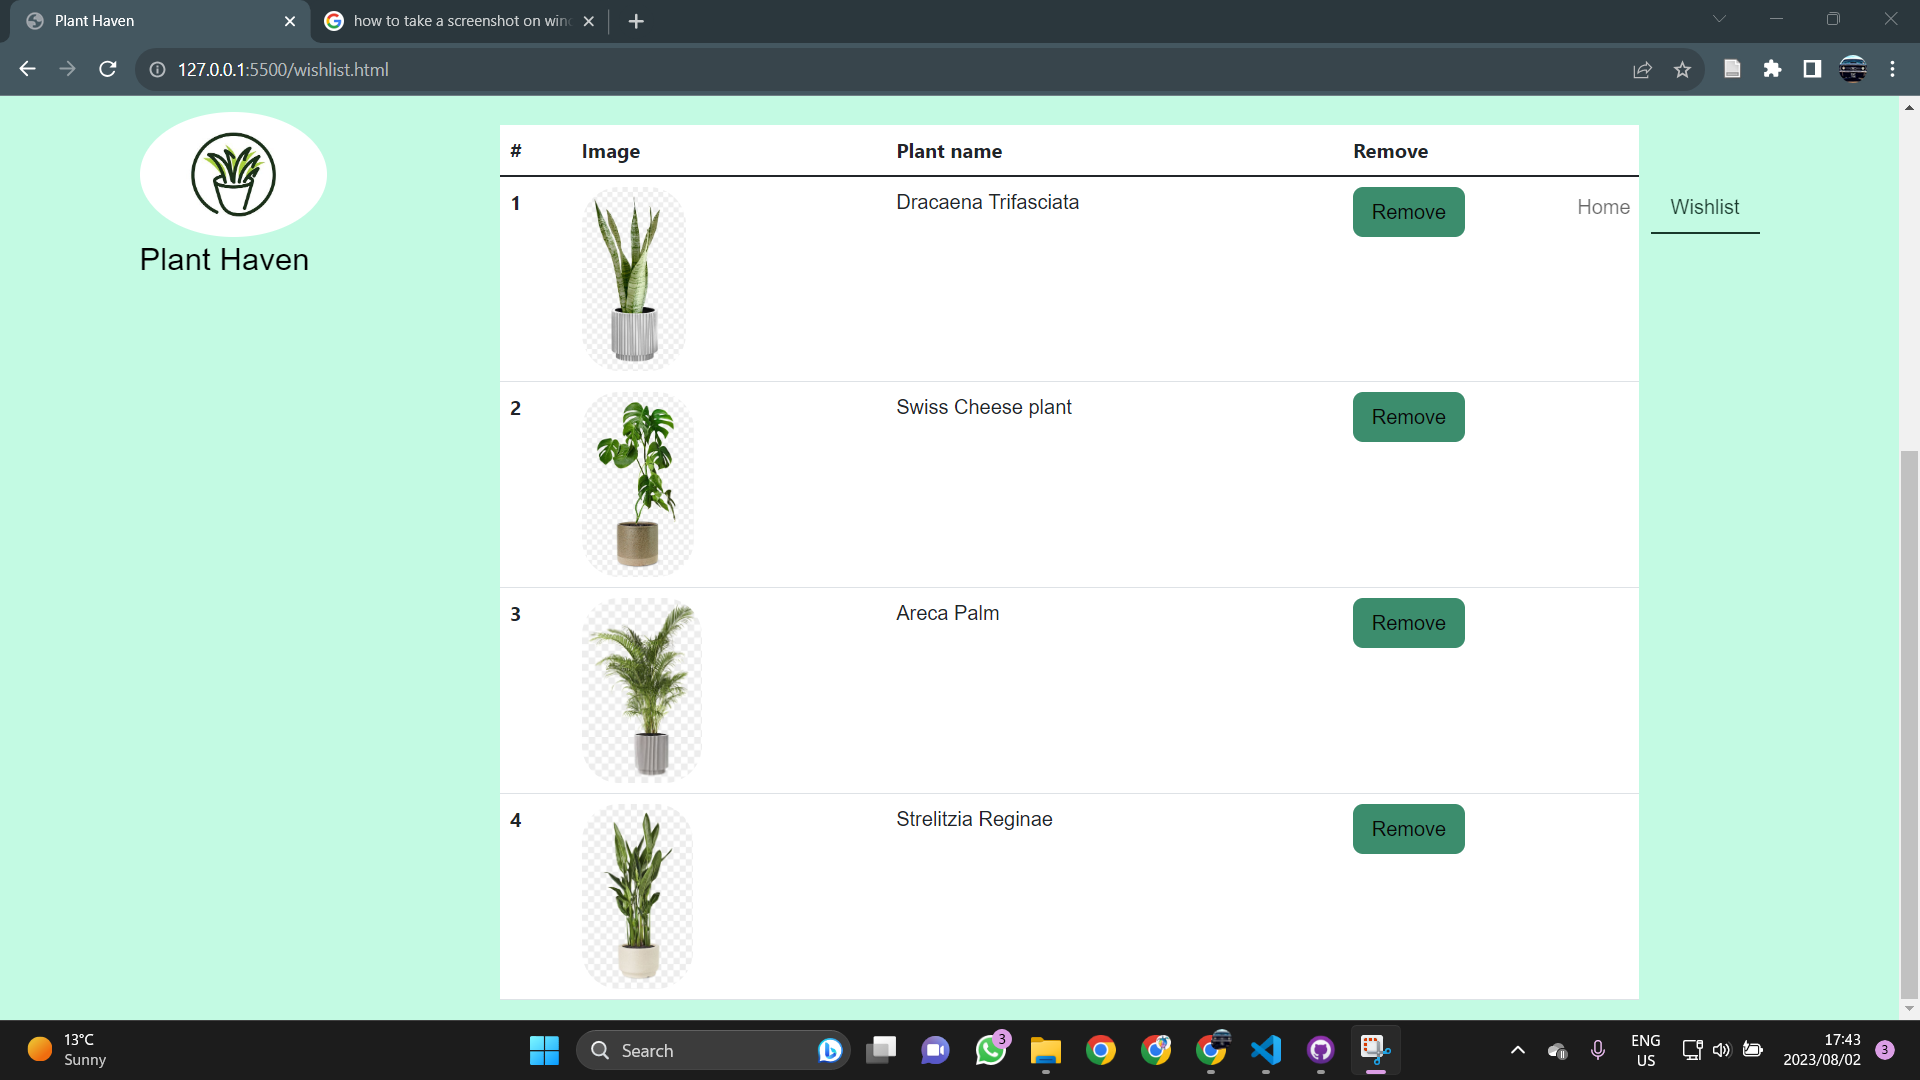 Plant Haven
how to take a screenshot on win
127.0.0.1:5500/wishlist.html
Plant Haven
# Image Plant name Remove
1 Dracaena Trifasciata Remove
Home Wishlist
2 Swiss Cheese plant Remove
3 Areca Palm Remove
4 Strelitzia Reginae Remove
13°C
Sunny
Search
3
ENG
US
17:43
2023/08/02
3